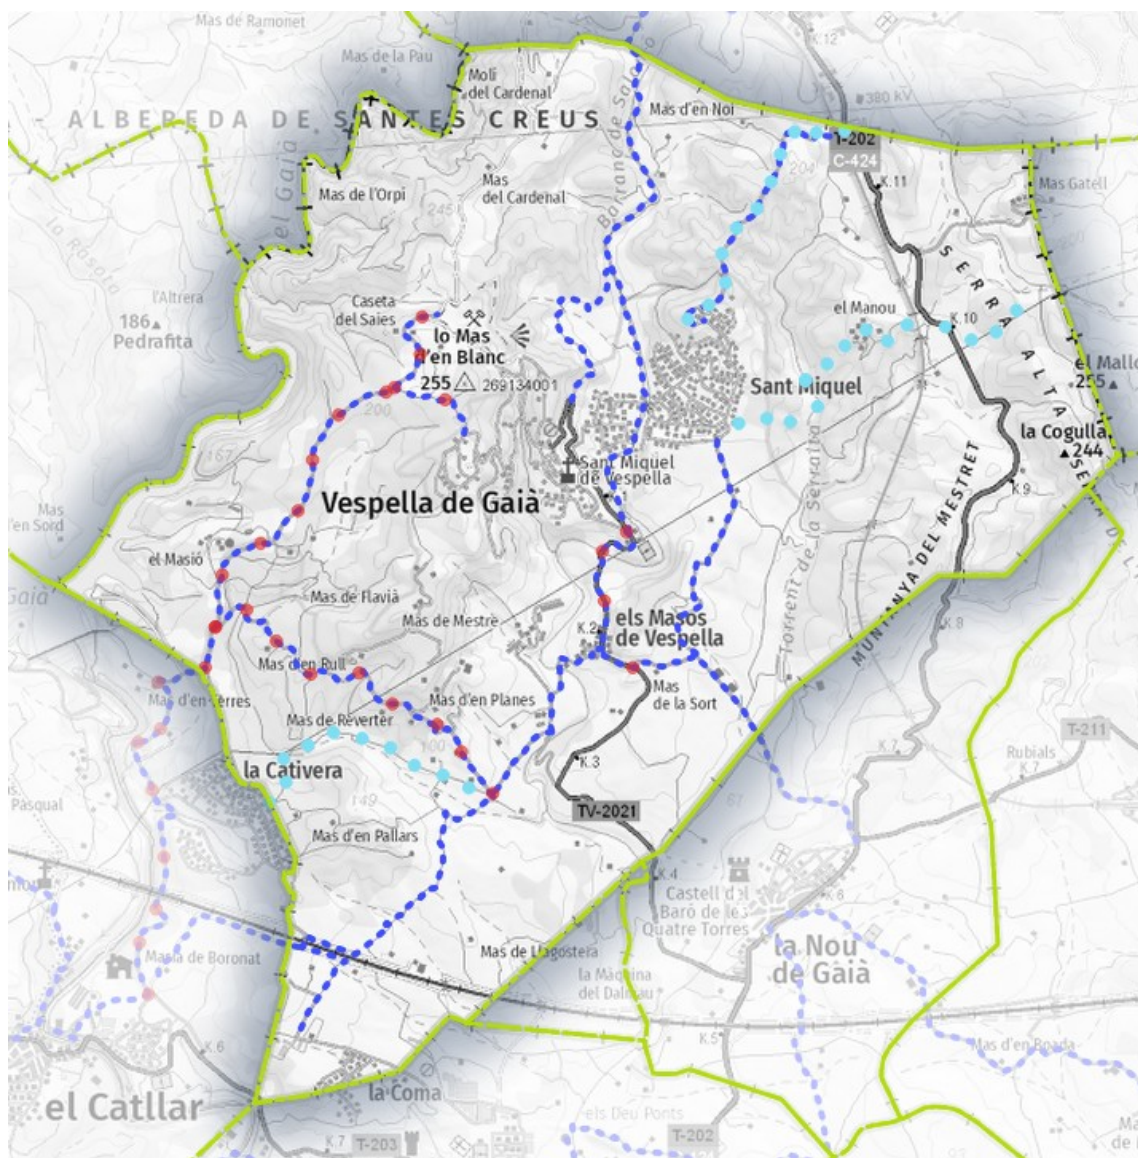 Mas de Ramonet
Mas de la Pau
K.12
Molí
del Cardenal
380 kV
Mas d'en Noi
- ALBEREDA DE SANTES CREUS
T-202
C-424
204
Barranc de Salomó
el Gaià
Mas
del Cardenal
K.11
Mas Gatell
Mas de l'Orpí
245
la Rasa
200
l'Altrera
186
Pedrafita
Caseta
del Saies
lo Mas
d'en Blanc
255
269134001
el Manou
K.10
SERRA ALTA
el Mallol
255
Sant Miquel
200
la Cogulla
244
167
Sant Miquel
de Vespella
Mas
d'en Sord
Vespella de Gaià
K.9
MUNTANYA DEL MESTRET
Torrent de la Serralta
el Masió
Gaià
Mas de Flavià
Mas de Mestre
K.2
els Masos
de Vespella
K.8
Mas d'en Rull
Mas
de la Sort
Mas d'en Serres
Mas d'en Planes
Mas de Reverter
100
T-211
K.7
Rubials
K.7
la Cativera
K.3
Pasqual
149
TV-2021
61
Mas d'en Pallars
K.4
Castell del
Baró de les
Quatre Torres
K.6
Mas de Llagostera
la Nou
de Gaià
Masia de Boronat
la Màquina
del Dalmau
K.6
K.5
Mas d'en Boada
la Coma
el Catllar
els Deu Ponts
K.7
T-203
T-202